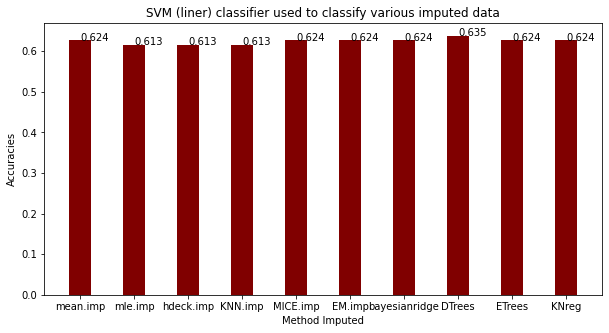 SVM (liner) classifier used to classify various imputed data
0.624 0.613 0.613 0.613 0.624 0.624 0.624 0.635 0.624 0.624
0.6
0.5
0.4
0.3
0.2
0.1
0.0
Accuracies
mean.imp mle.imp hdeck.imp KNN.imp MICE.imp EM.imp bayesianridge DTrees ETrees KNreg
Method Imputed